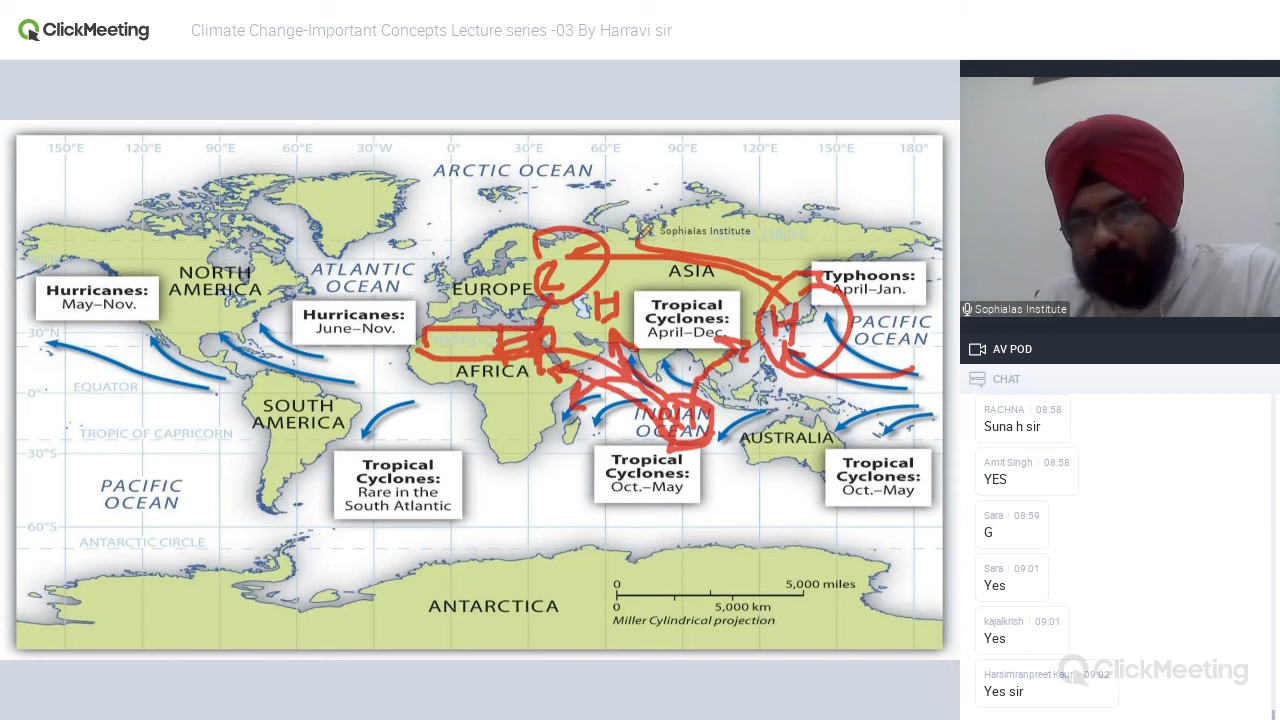 ClickMeeting
Climate Change-Important Concepts Lecture series -03 By Harravi sir
150°E
120°E
90°E
60°E
30°W
0°
30°E
60°E
90°E
120°E
150°E
180°
ARCTIC OCEAN
Sophialas Institute
NORTH
AMERICA
ATLANTIC
OCEAN
EUROPE
ASIA
Hurricanes:
May–Nov.
Hurricanes:
June–Nov.
Tropical
Cyclones:
April–Dec.
Typhoons:
April–Jan.
PACIFIC
OCEAN
30°N
AFRICA
EQUATOR
0°
SOUTH
AMERICA
INDIAN
OCEAN
AUSTRALIA
TROPIC OF CAPRICORN
30°S
PACIFIC
OCEAN
Tropical
Cyclones:
Rare in the
South Atlantic
Tropical
Cyclones:
Oct.–May
Tropical
Cyclones:
Oct.–May
60°S
ANTARCTIC CIRCLE
ANTARCTICA
0
5,000 miles
0
5,000 km
Miller Cylindrical projection
H
H
Sophialas Institute
AV POD
CHAT
RACHNA 08:58
Suna h sir
Amit Singh 08:58
YES
Sara 08:59
G
Sara 09:01
Yes
kajalkrish 09:01
Yes
Harsimranpreet Kaur 09:02
Yes sir
ClickMeeting